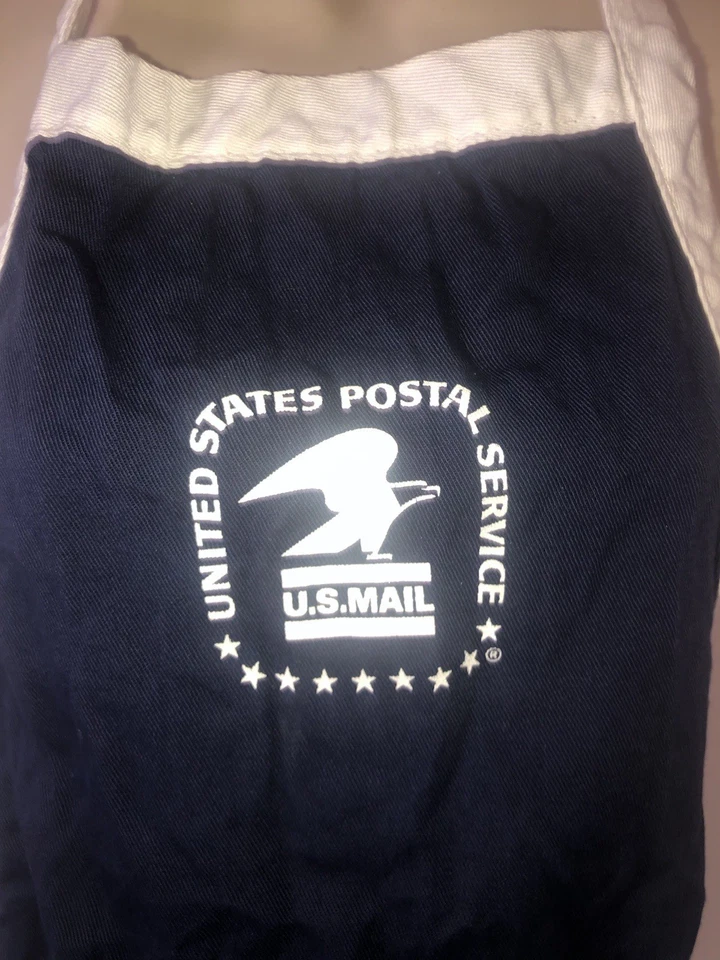 UNITED STATES POSTAL SERVICE
®
U.S.MAIL